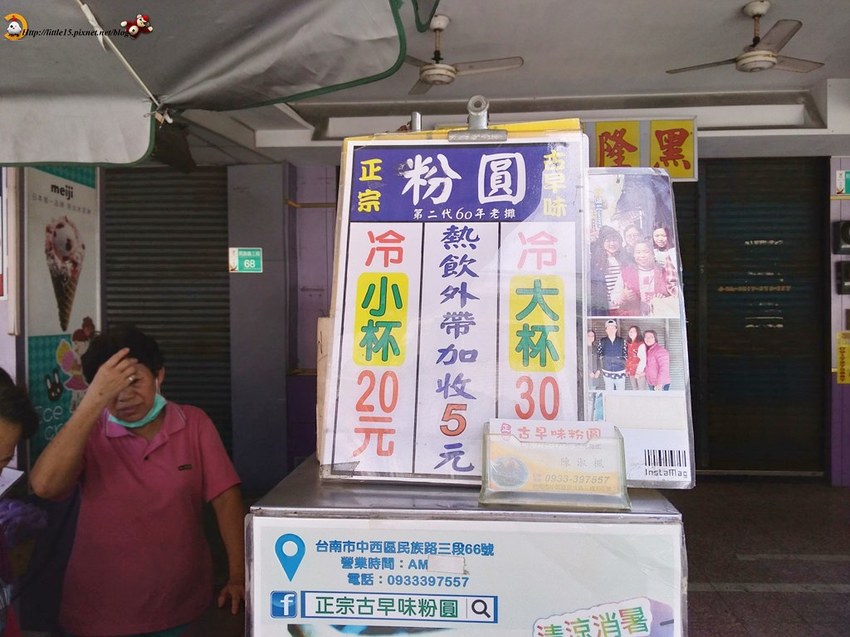 http://little15.pixnet.net/blog
meiji
68
隆
黑
正宗
粉圓
古早味
第二代60年老攤
冷
小杯
20元
熱飲外帶加收5元
冷
大杯
30
古早味粉圓
0933-397557
InstaMag
台南市中西區民族路三段66號
營業時間：AM
電話：0933397557
正宗古早味粉圓
清涼消暑